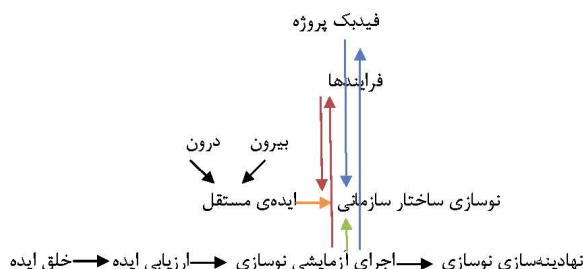 فیدبک پروژه
فرایندها
بیرون درون
نوسازی ساختار سازمانی ایده‌ی مستقل
خلق ایده ارزیابی ایده اجرای آزمایشی نوسازی نهادینه‌سازی نوسازی